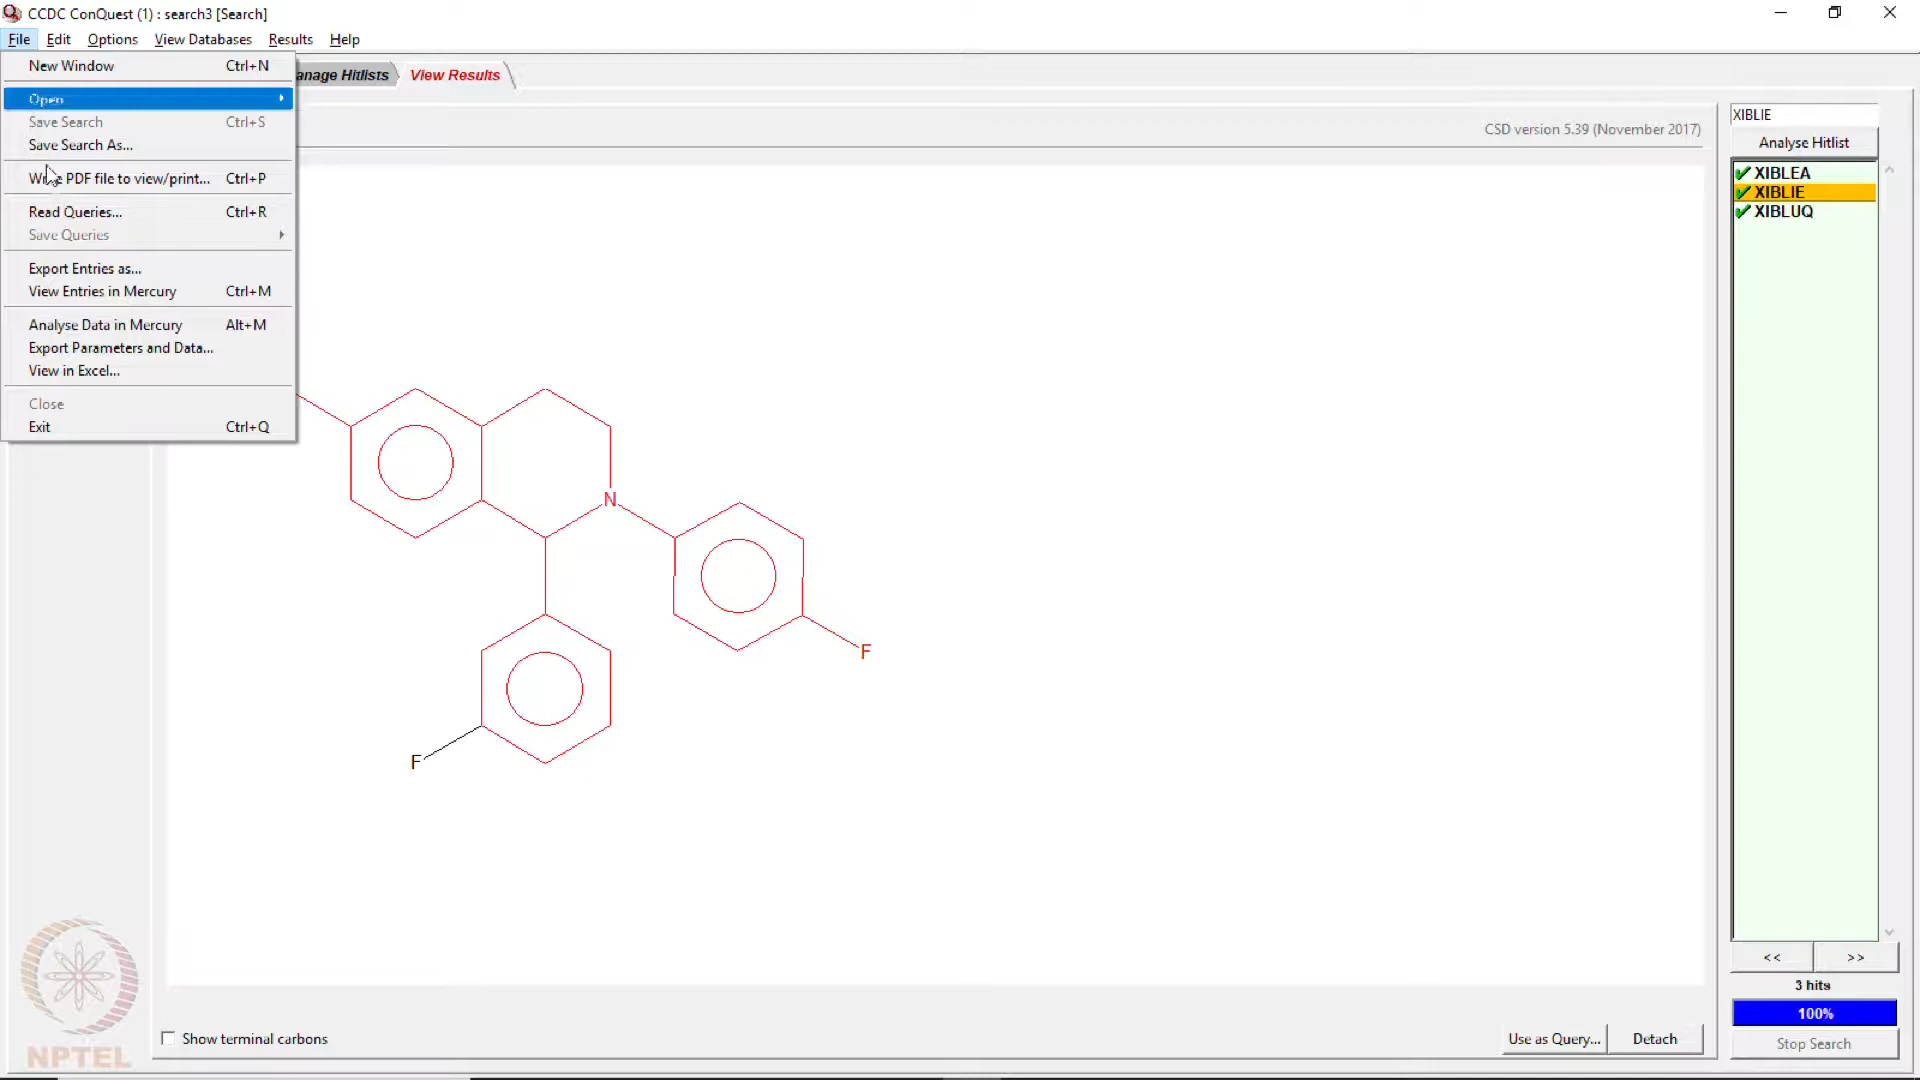 CCDC ConQuest (1) : search3 [Search]
File Edit Options View Databases Results Help
New Window Ctrl+N
Open
Save Search Ctrl+S
Save Search As...
PDF file to view/print... Ctrl+P
Read Queries... Ctrl+R
Save Queries
Export Entries as...
View Entries in Mercury Ctrl+M
Analyse Data in Mercury Alt+M
Export Parameters and Data...
View in Excel...
Close
Exit Ctrl+Q
anage Hitlists View Results
CSD version 5.39 (November 2017)
N
F
F
Show terminal carbons
Use as Query... Detach
XIBLIE
Analyse Hitlist
XIBLEA
XIBLIE
XIBLUQ
<< >>
3 hits
100%
Stop Search
NPTEL